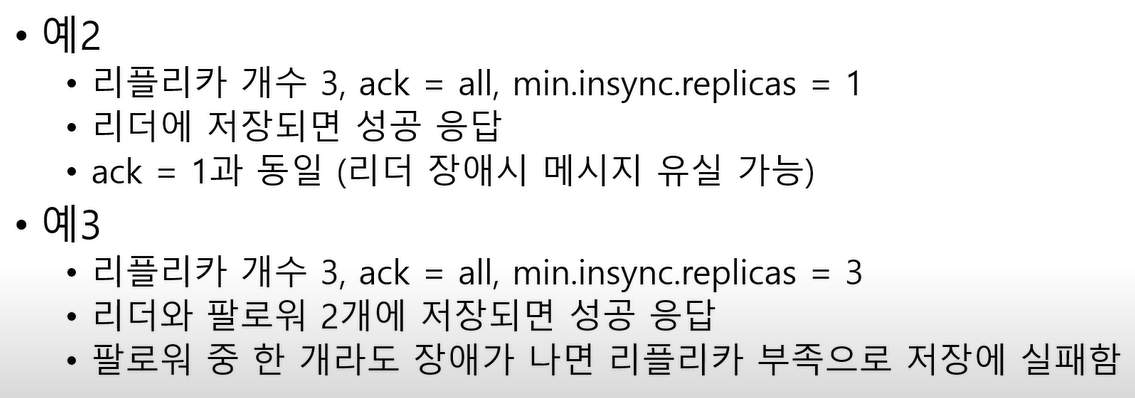 • 예2
• 리플리카 개수 3, ack = all, min.insync.replicas = 1
• 리더에 저장되면 성공 응답
• ack = 1과 동일 (리더 장애시 메시지 유실 가능)
• 예3
• 리플리카 개수 3, ack = all, min.insync.replicas = 3
• 리더와 팔로워 2개에 저장되면 성공 응답
• 팔로워 중 한 개라도 장애가 나면 리플리카 부족으로 저장에 실패함